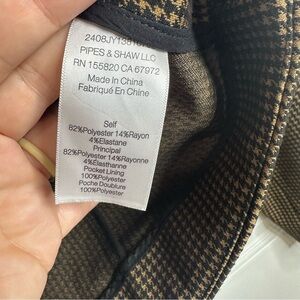 PIPES & SHAW LLC
RN 155820 CA 67972
Made In China
Fabriqué En Chine
Self
82%Polyester 14%Rayon
4%Elastane
Principal
82%Polyester 14%Rayonne
4%Élasthanne
Pocket Lining
100%Polyester
Poche Doublure
100%Polyester